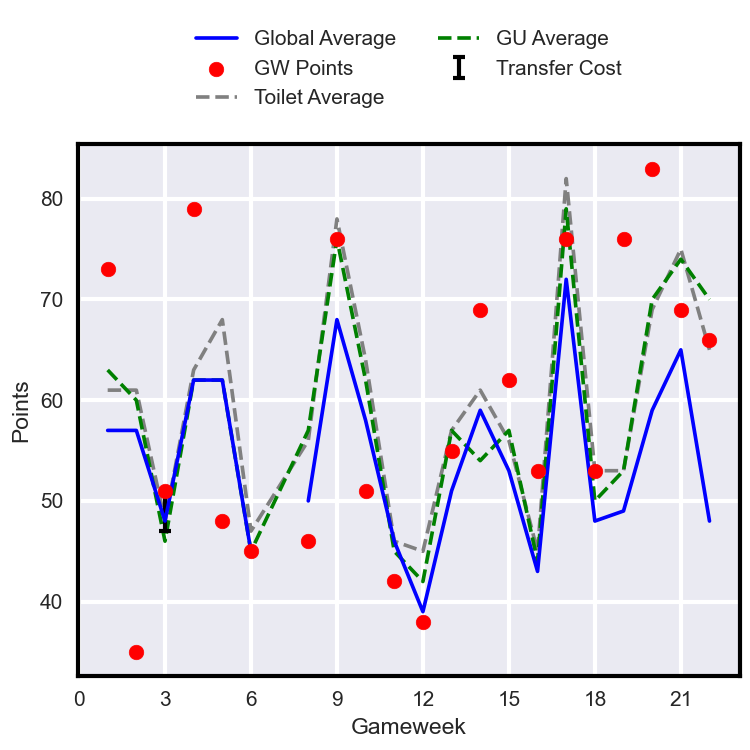 Global Average GU Average
GW Points Transfer Cost
Toilet Average
80
70
60
50
40
Points
0 3 6 9 12 15 18 21
Gameweek